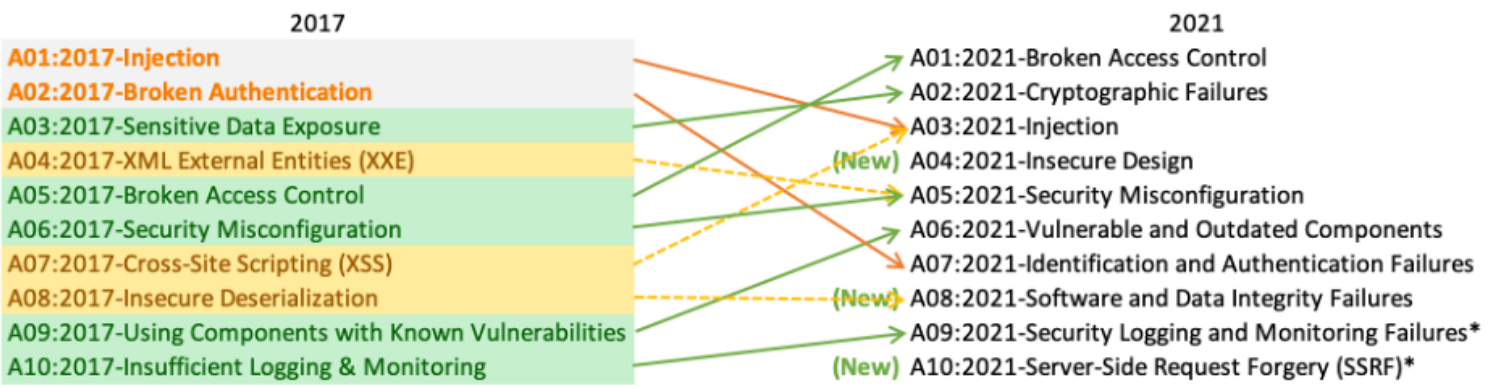 2017
2021
A01:2017-Injection
A02:2017-Broken Authentication
A03:2017-Sensitive Data Exposure
A04:2017-XML External Entities (XXE)
A05:2017-Broken Access Control
A06:2017-Security Misconfiguration
A07:2017-Cross-Site Scripting (XSS)
A08:2017-Insecure Deserialization
A09:2017-Using Components with Known Vulnerabilities
A10:2017-Insufficient Logging & Monitoring
A01:2021-Broken Access Control
A02:2021-Cryptographic Failures
A03:2021-Injection
(New) A04:2021-Insecure Design
A05:2021-Security Misconfiguration
A06:2021-Vulnerable and Outdated Components
A07:2021-Identification and Authentication Failures
(New) A08:2021-Software and Data Integrity Failures
A09:2021-Security Logging and Monitoring Failures*
(New) A10:2021-Server-Side Request Forgery (SSRF)*